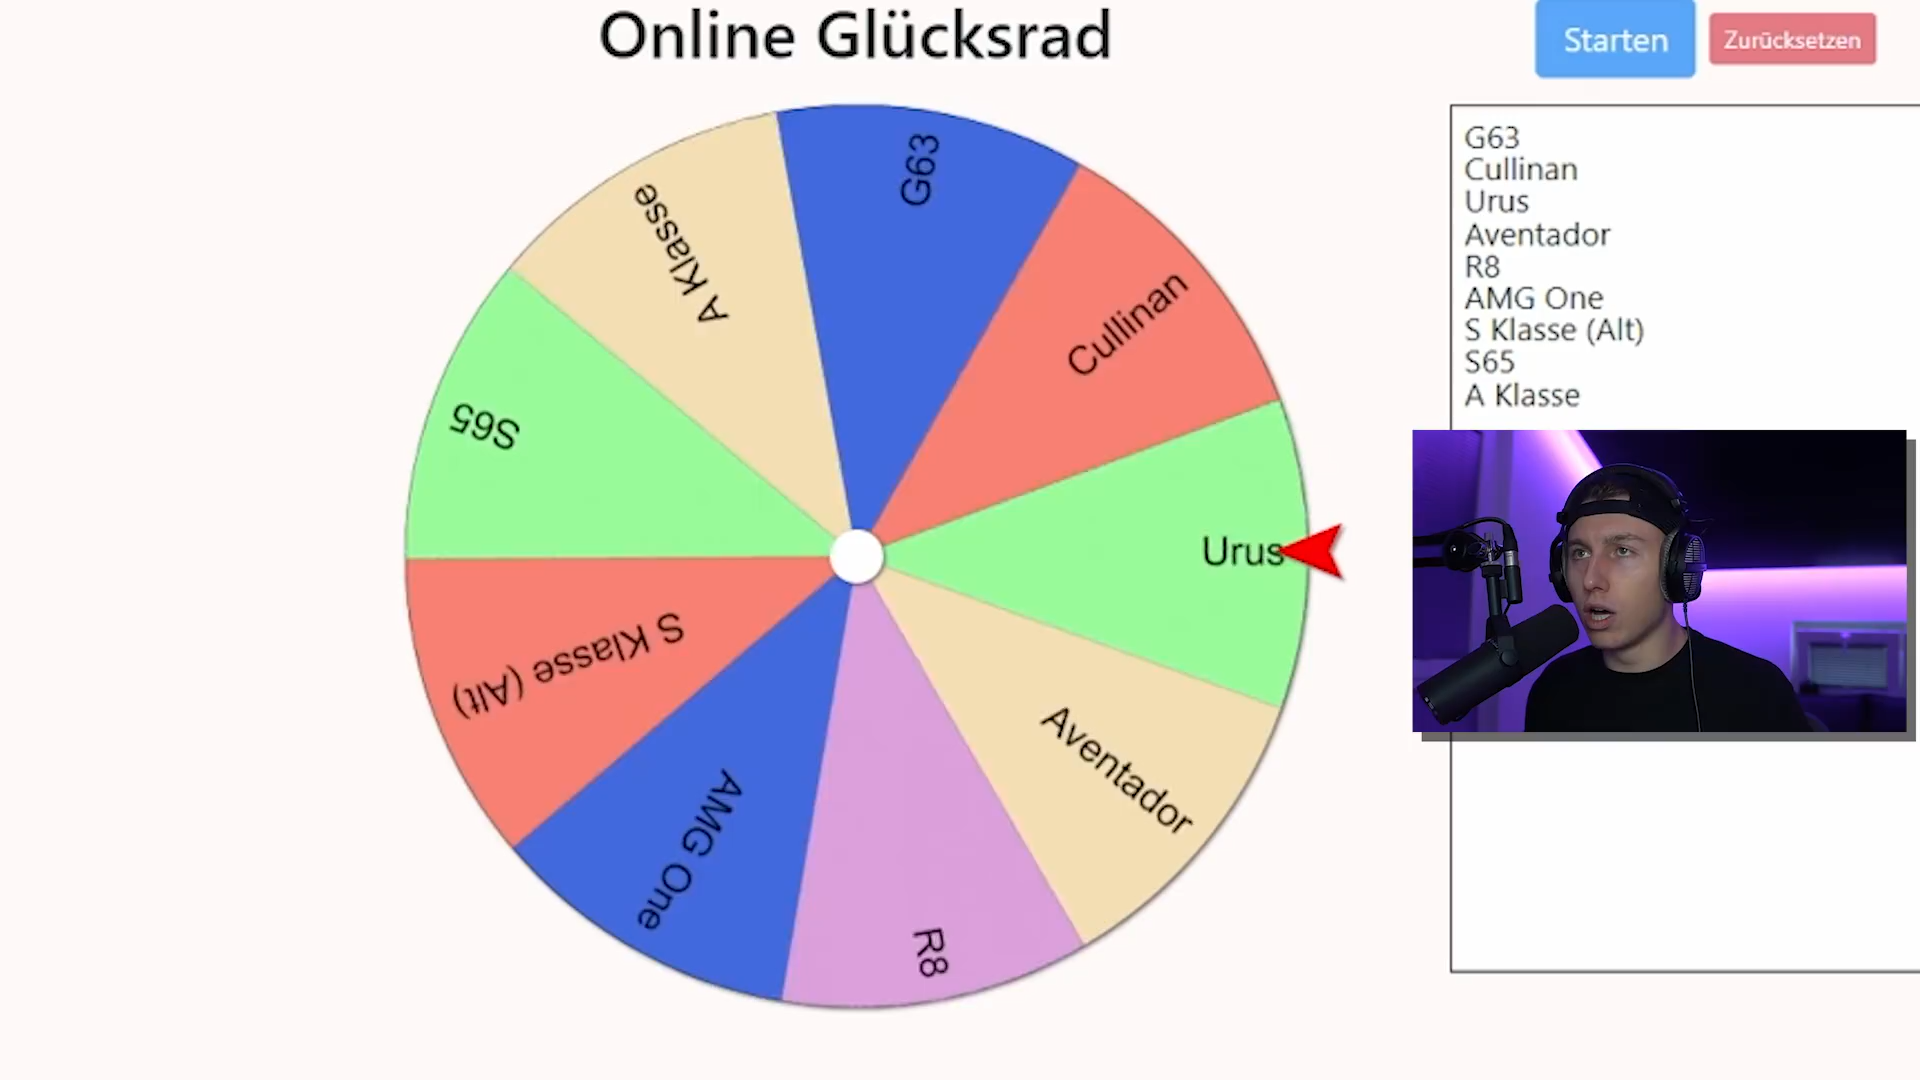 Online Glücksrad
Starten
Zurücksetzen
G63
Cullinan
Urus
Aventador
R8
AMG One
S Klasse (Alt)
S65
A Klasse
G63
Cullinan
Urus
Aventador
R8
AMG One
S Klasse (Alt)
S65
A Klasse